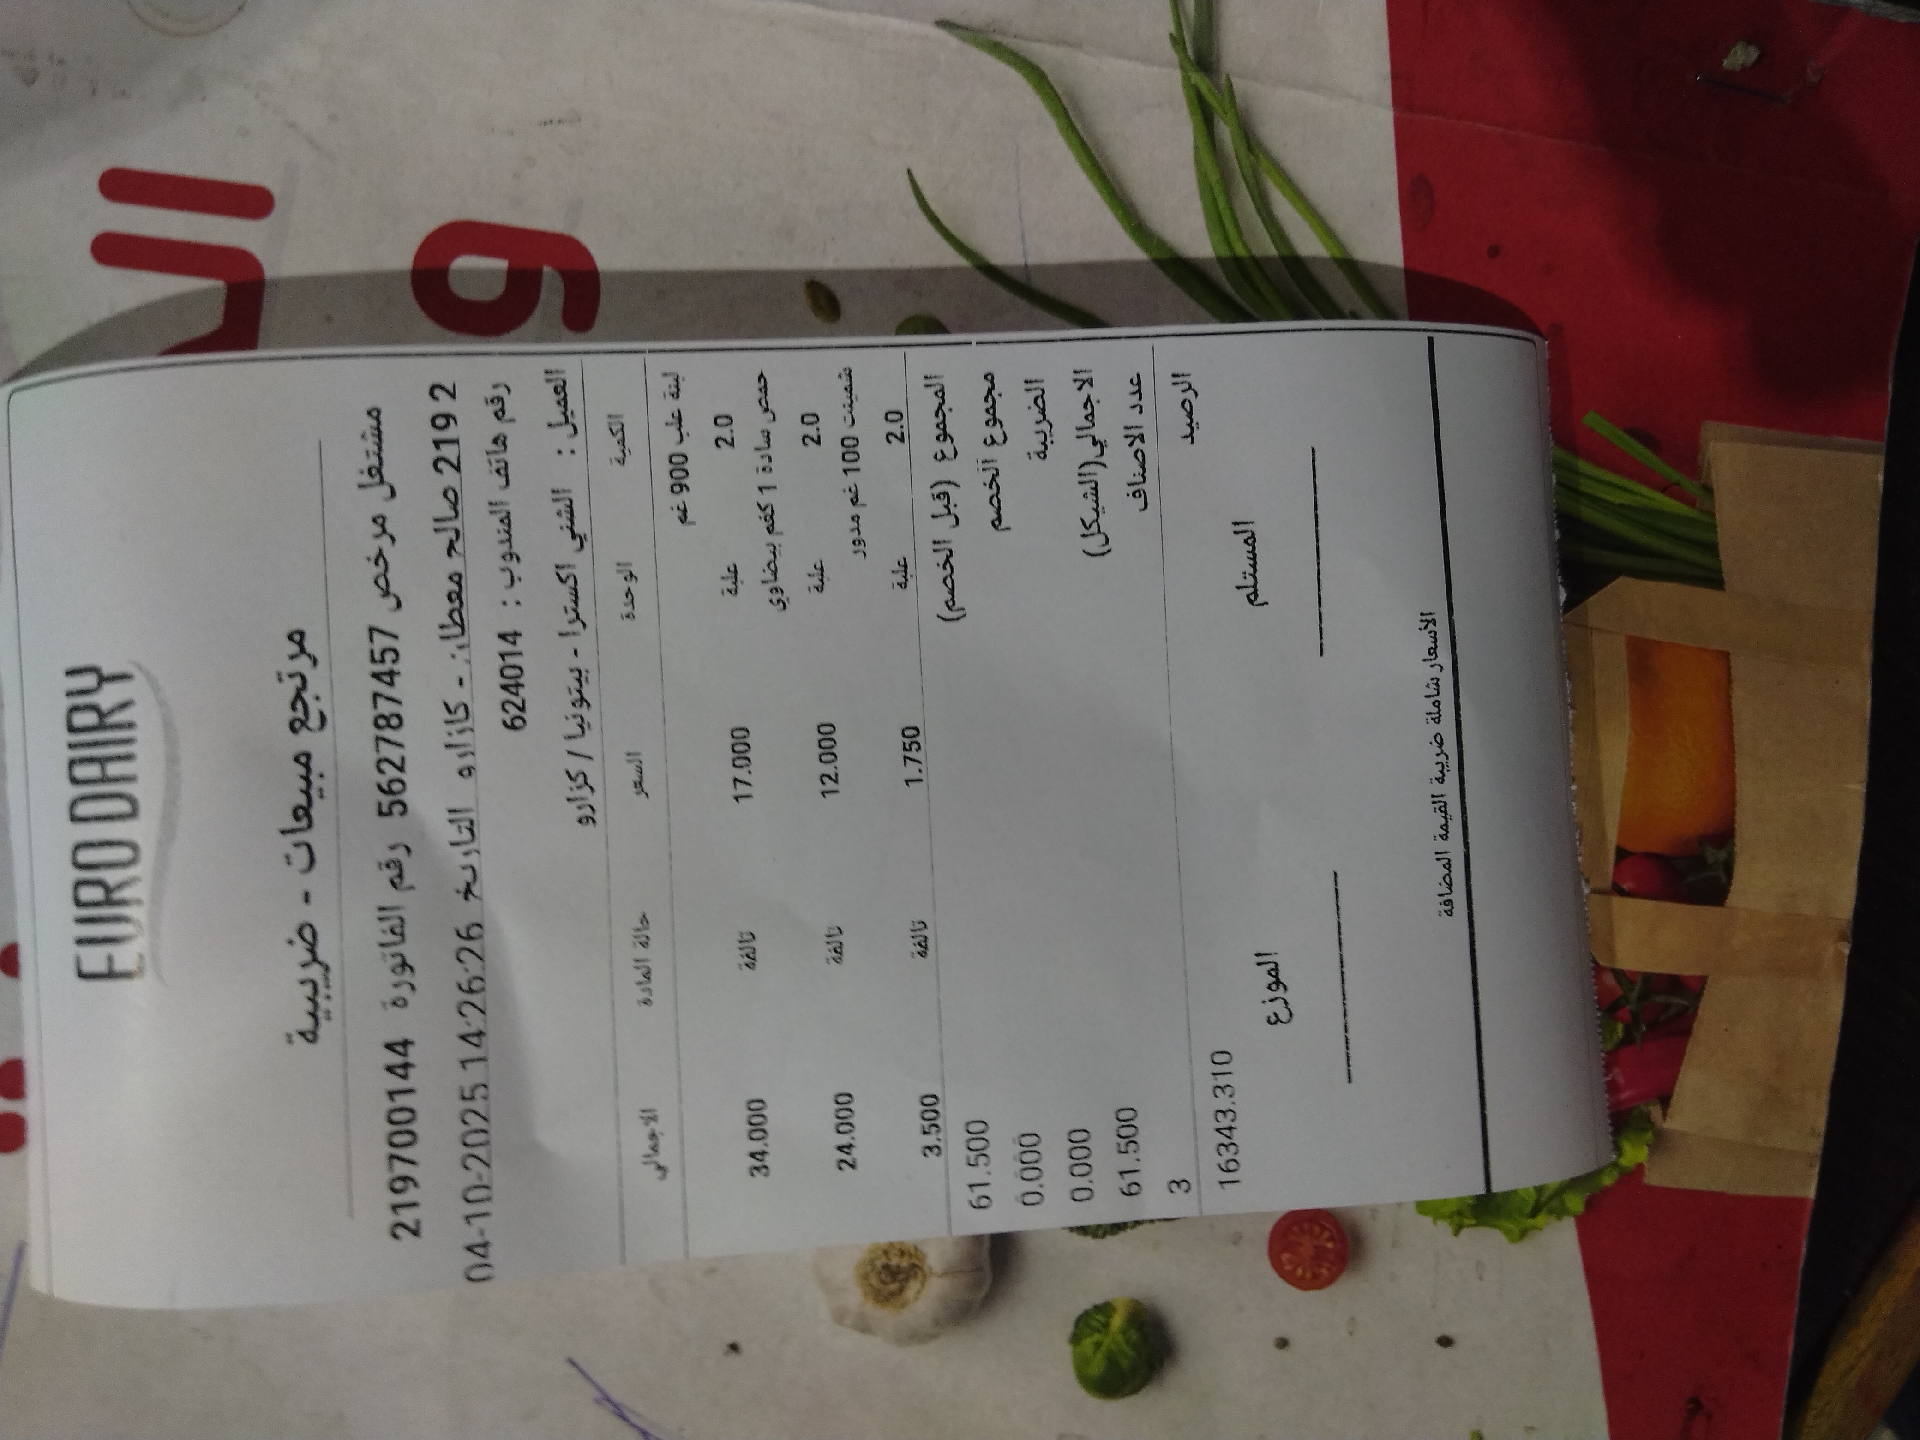 EURO DAIRY
مرتجع مبيعات - ضريبية
مشتغل مرخص 562787457 رقم الفاتورة 219700144
2192 صالح معطان - كازارو التاريخ 04-10-2025 14:26:26
رقم هاتف المندوب : 624014
العميل : الشني اكسترا - بيتونيا / كزارو
الكمية الوحدة السعر حالة المادة الاجمالي
لبنة علب 900 غم
2.0 علبة 17.000 تالفة 34.000
حمص سادة 1 كغم بيضاوي
2.0 علبة 12.000 تالفة 24.000
شمينت 100 غم مدور
2.0 علبة 1.750 تالفة 3.500
المجموع (قبل الخصم) 61.500
مجموع الخصم 0.000
الضريبة 0.000
الاجمالي(الشيكل) 61.500
عدد الاصناف 3
الرصيد 16343.310
المستلم الموزع
الأسعار شاملة ضريبة القيمة المضافة
و